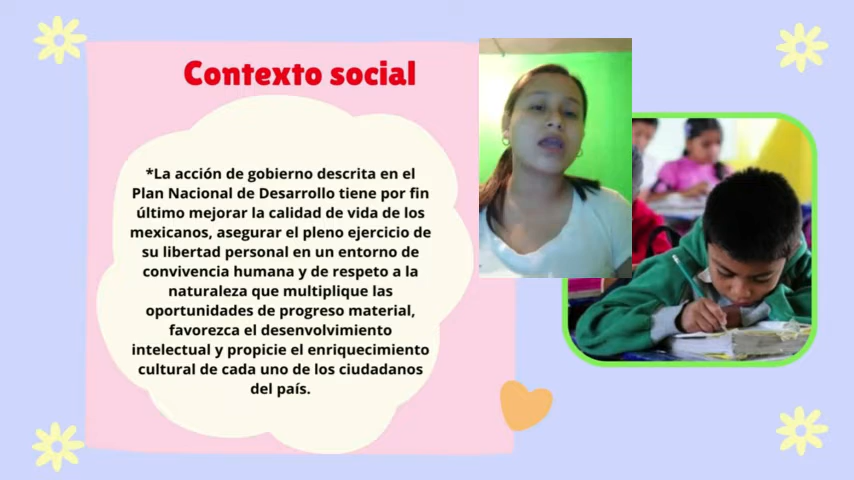 Contexto social
*La acción de gobierno descrita en el
Plan Nacional de Desarrollo tiene por fin
último mejorar la calidad de vida de los
mexicanos, asegurar el pleno ejercicio de
su libertad personal en un entorno de
convivencia humana y de respeto a la
naturaleza que multiplique las
oportunidades de progreso material,
favorezca el desenvolvimiento
intelectual y propicie el enriquecimiento
cultural de cada uno de los ciudadanos
del país.